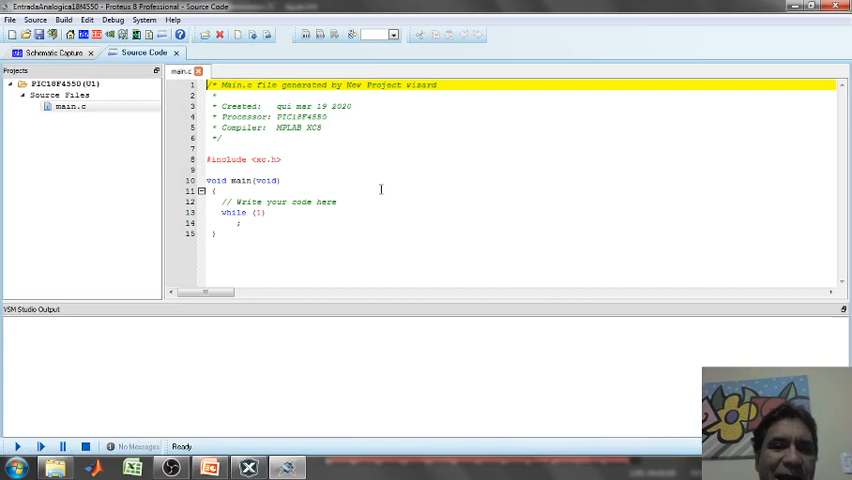 EntradaAnalogica18f4550 - Proteus 8 Professional - Source Code
File Source Build Edit Debug System Help
Schematic Capture
Source Code
Projects
main.c
PIC18F4550(U1)
Source Files
main.c
1 /* Main.c file generated by New Project wizard
2 *
3 * Created: qui mar 19 2020
4 * Processor: PIC18F4550
5 * Compiler: MPLAB XC8
6 */
7
8 #include <xc.h>
9
10 void main(void)
11 {
12 // Write your code here
13 while (1)
14 ;
15 }
VSM Studio Output
No Messages
Ready